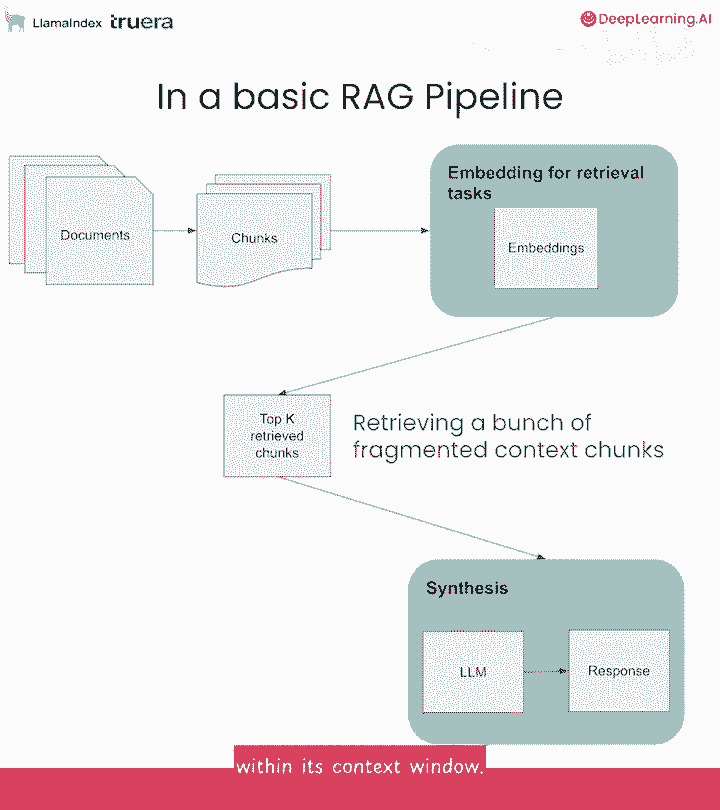 LlamaIndex truera
DeepLearning.AI
In a basic RAG Pipeline
Documents
Chunks
Embedding for retrieval
tasks
Embeddings
Top K
retrieved
chunks
Retrieving a bunch of
fragmented context chunks
Synthesis
LLM
Response
within its context window.